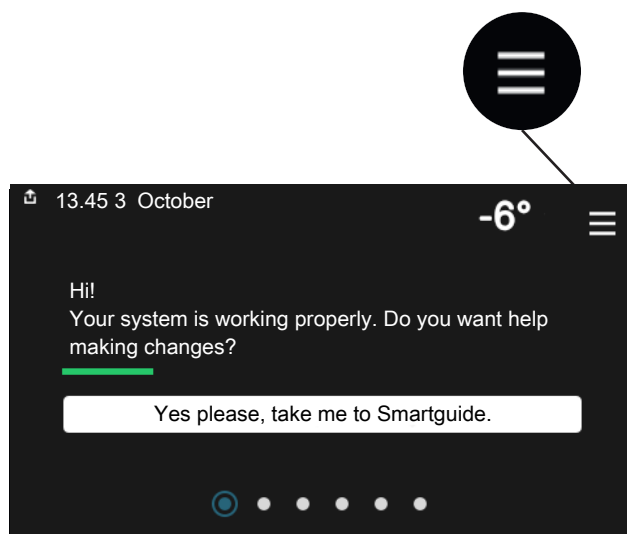 13.45 3 October
-6°
Hi!
Your system is working properly. Do you want help
making changes?
Yes please, take me to Smartguide.